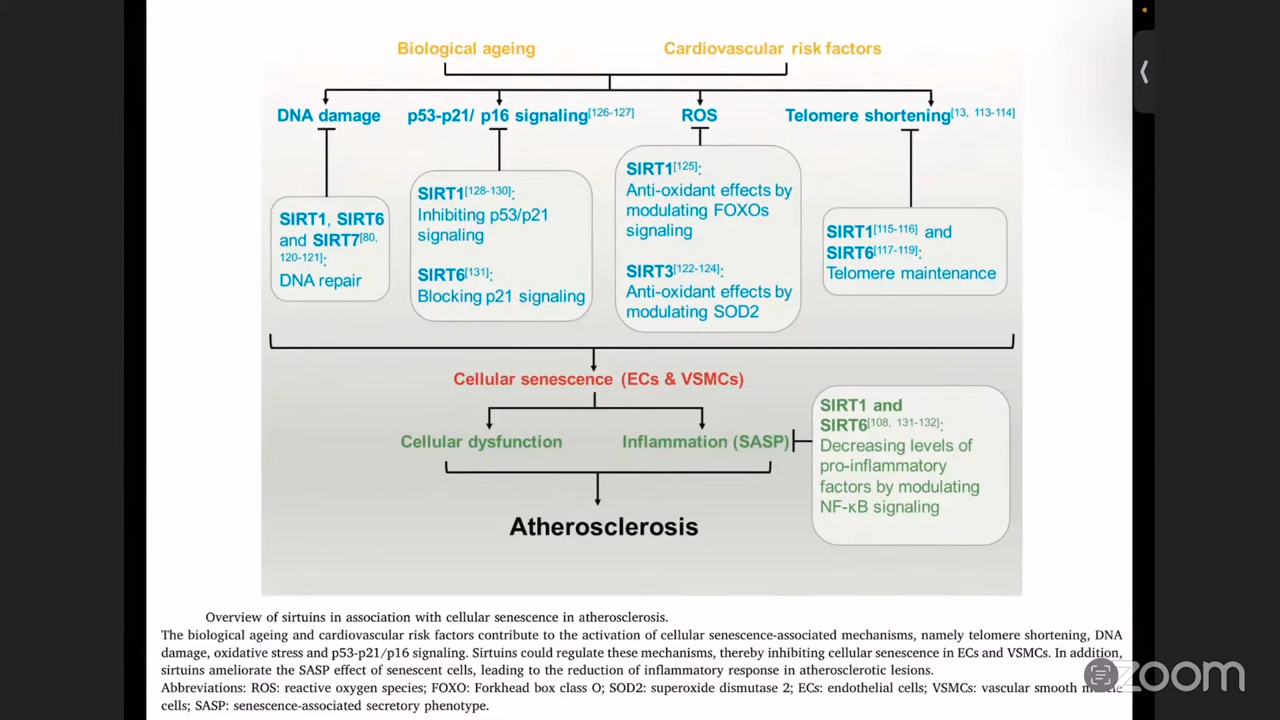 Biological ageing
Cardiovascular risk factors
DNA damage
p53-p21/ p16 signaling[126-127]
ROS
Telomere shortening[13, 113-114]
SIRT1, SIRT6
and SIRT7[80,
120-121]:
DNA repair
SIRT1[128-130]:
Inhibiting p53/p21
signaling
SIRT6[131]:
Blocking p21 signaling
SIRT1[125]:
Anti-oxidant effects by
modulating FOXOs
signaling
SIRT3[122-124]:
Anti-oxidant effects by
modulating SOD2
SIRT1[115-116] and
SIRT6[117-119]:
Telomere maintenance
Cellular senescence (ECs & VSMCs)
Cellular dysfunction
Inflammation (SASP)
SIRT1 and
SIRT6[108, 131-132]:
Decreasing levels of
pro-inflammatory
factors by modulating
NF-κB signaling
Atherosclerosis
Overview of sirtuins in association with cellular senescence in atherosclerosis.
The biological ageing and cardiovascular risk factors contribute to the activation of cellular senescence-associated mechanisms, namely telomere shortening, DNA
damage, oxidative stress and p53-p21/p16 signaling. Sirtuins could regulate these mechanisms, thereby inhibiting cellular senescence in ECs and VSMCs. In addition,
sirtuins ameliorate the SASP effect of senescent cells, leading to the reduction of inflammatory response in atherosclerotic lesions.
Abbreviations: ROS: reactive oxygen species; FOXO: Forkhead box class O; SOD2: superoxide dismutase 2; ECs: endothelial cells; VSMCs: vascular smooth
cells; SASP: senescence-associated secretory phenotype.
zoom